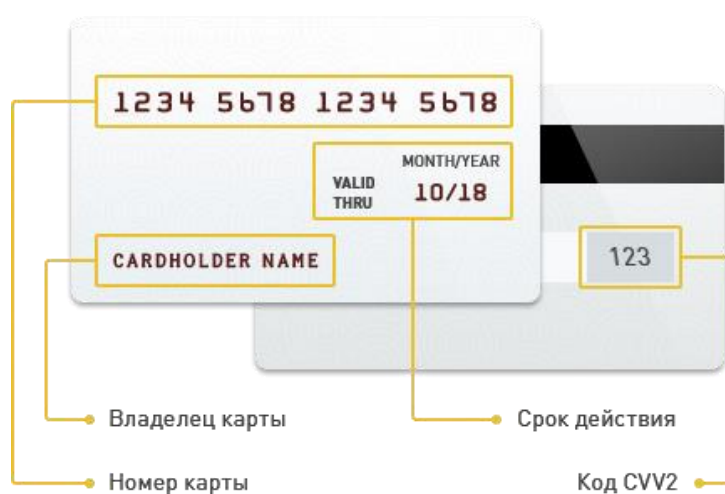 1234 5678 1234 5678
MONTH/YEAR
VALID
THRU
10/18
CARDHOLDER NAME
123
Владелец карты
Срок действия
Номер карты
Код CVV2